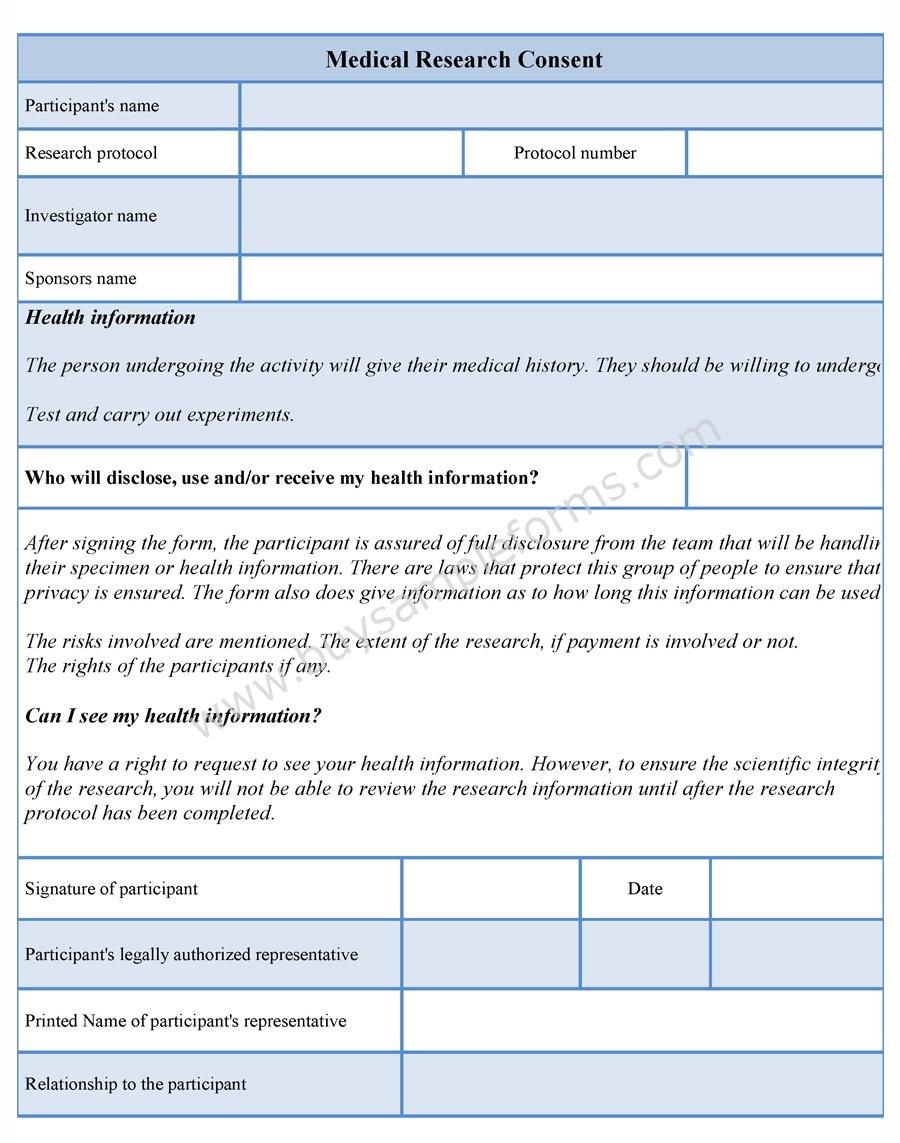 Medical Research Consent
Participant's name
Research protocol
Protocol number
Investigator name
Sponsors name
Health information
The person undergoing the activity will give their medical history. They should be willing to
Test and carry out experiments.
Who will disclose, use and/or receive my health information?
After signing the form, the participant is assured of full disclosure from the team that will be
their specimen or health information. There are laws that protect this group of people to ensure that
privacy is ensured. The form also does give information as to how long this information can be used
The risks involved are mentioned. The extent of the research, if payment is involved or not.
The rights of the participants if any.
Can I see my health information?
You have a right to request to see your health information. However, to ensure the scientific
of the research, you will not be able to review the research information until after the research
protocol has been completed.
Signature of participant
Date
Participant's legally authorized representative
Printed Name of participant's representative
Relationship to the participant
www.buysampleforms.com